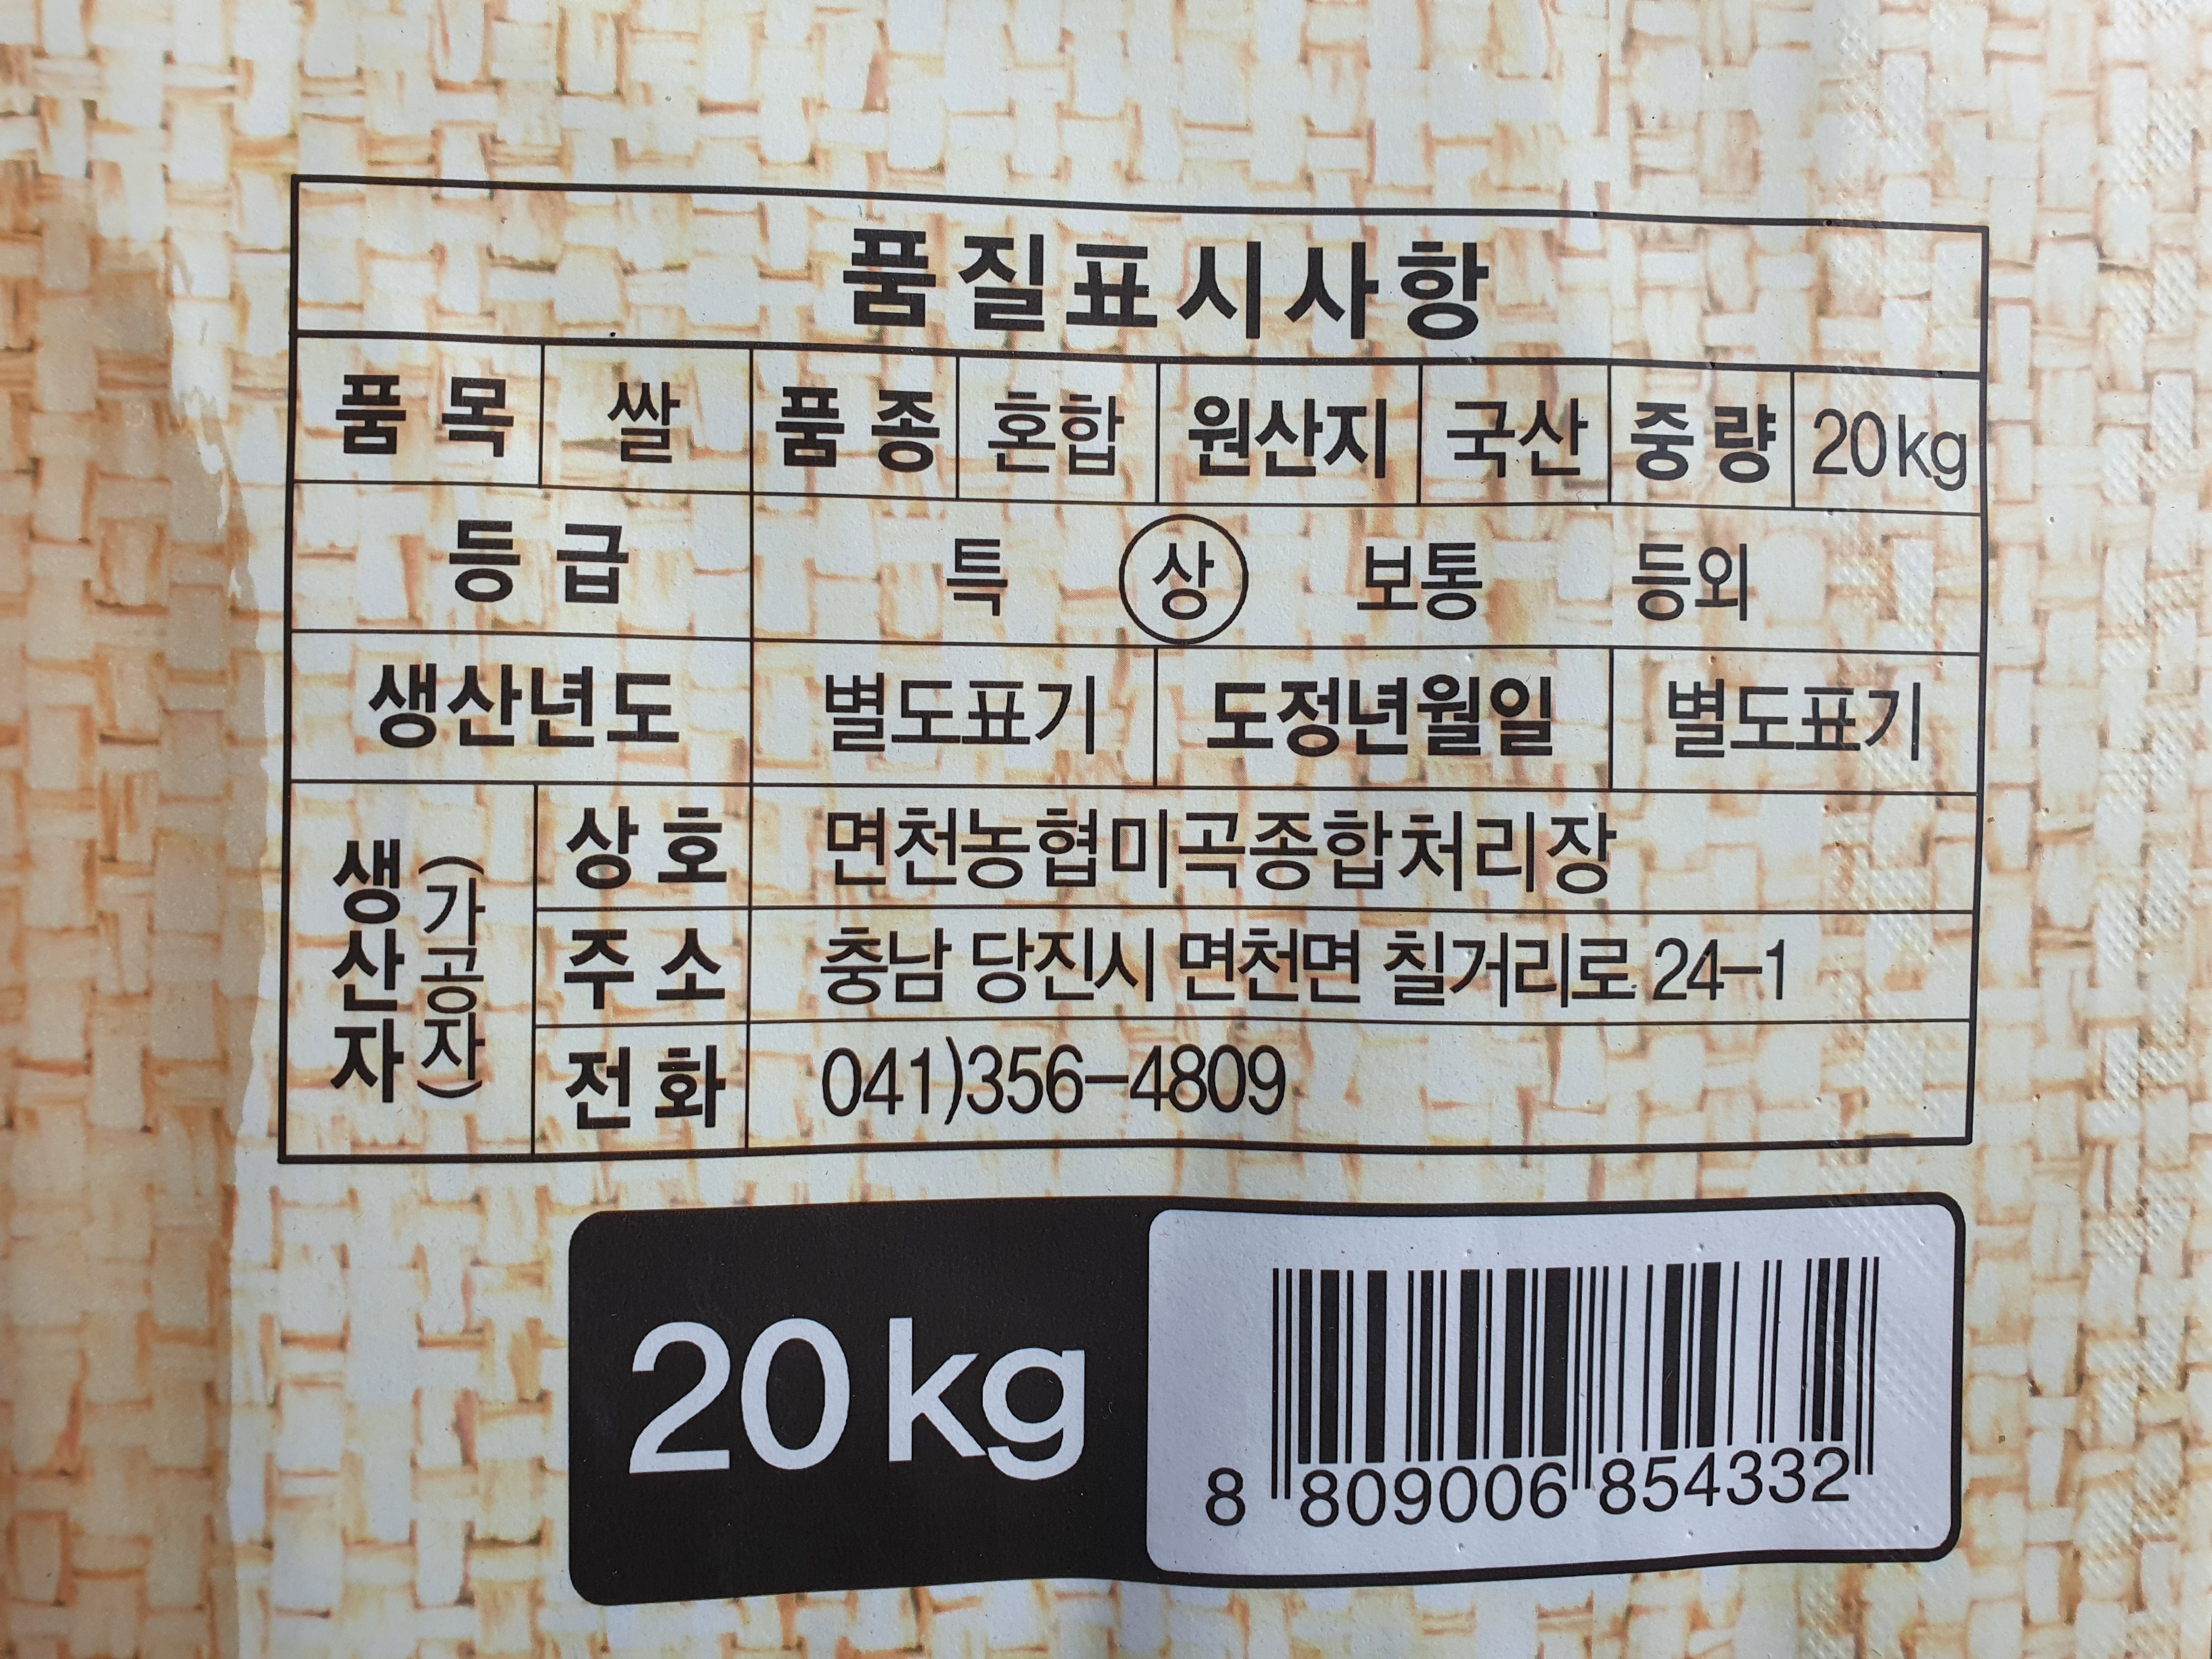 품질표시사항
품 목 쌀 품 종 혼합 원산지 국산 중 량 20kg
등 급 특 상 보통 등외
생산년도 별도표기 도정년월일 별도표기
생산자 (가공자)
상 호 면천농협미곡종합처리장
주 소 충남 당진시 면천면 칠거리로 24-1
전 화 041)356-4809
20kg
8 809006 854332